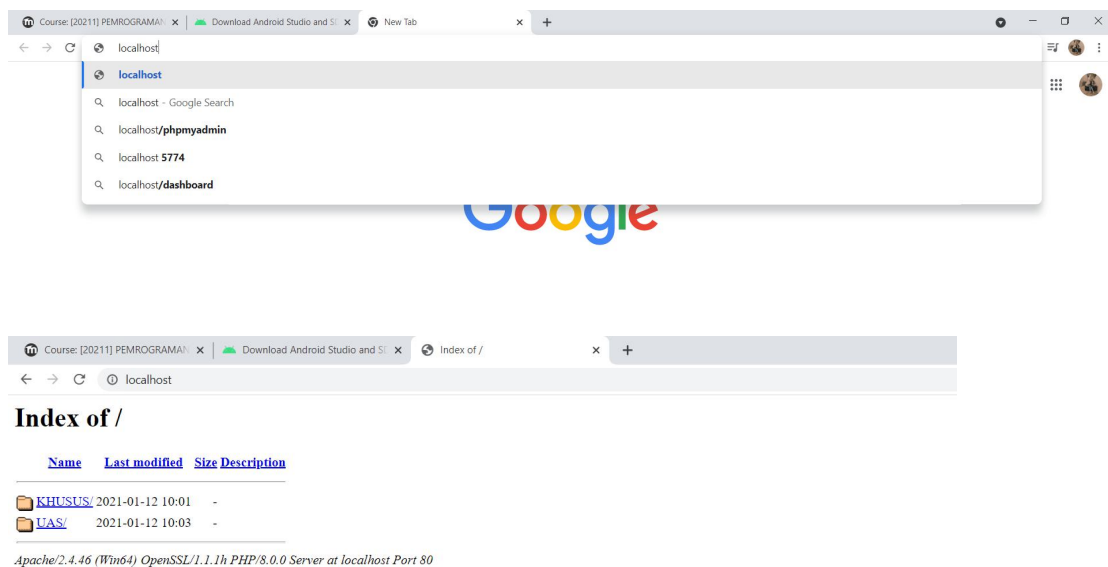 Course: [20211] PEMROGRAMAN
Download Android Studio and S
New Tab
localhost
localhost
localhost - Google Search
localhost/phpmyadmin
localhost 5774
localhost/dashboard
Google
Course: [20211] PEMROGRAMAN
Download Android Studio and S
Index of /
localhost
Index of /
Name Last modified Size Description
KHUSUS/ 2021-01-12 10:01 -
UAS/ 2021-01-12 10:03 -
Apache/2.4.46 (Win64) OpenSSL/1.1.1h PHP/8.0.0 Server at localhost Port 80